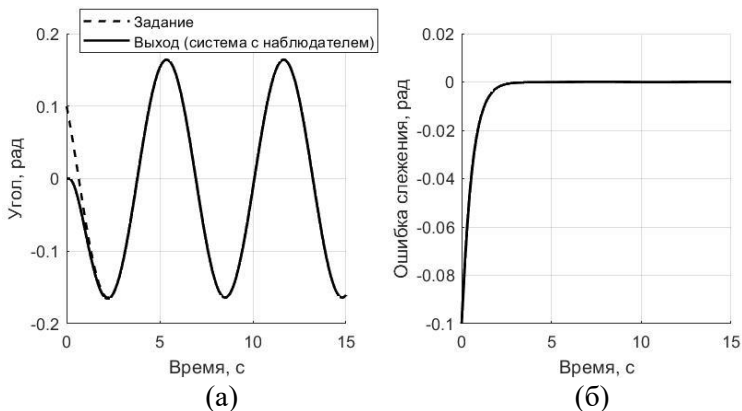 Задание
Выход (система с наблюдателем)
0.2
0.1
0
-0.1
-0.2
Угол, рад
0
5
10
15
Время, с
(а)
0.02
0
-0.02
-0.04
-0.06
-0.08
-0.1
Ошибка слежения, рад
0
5
10
15
Время, с
(б)